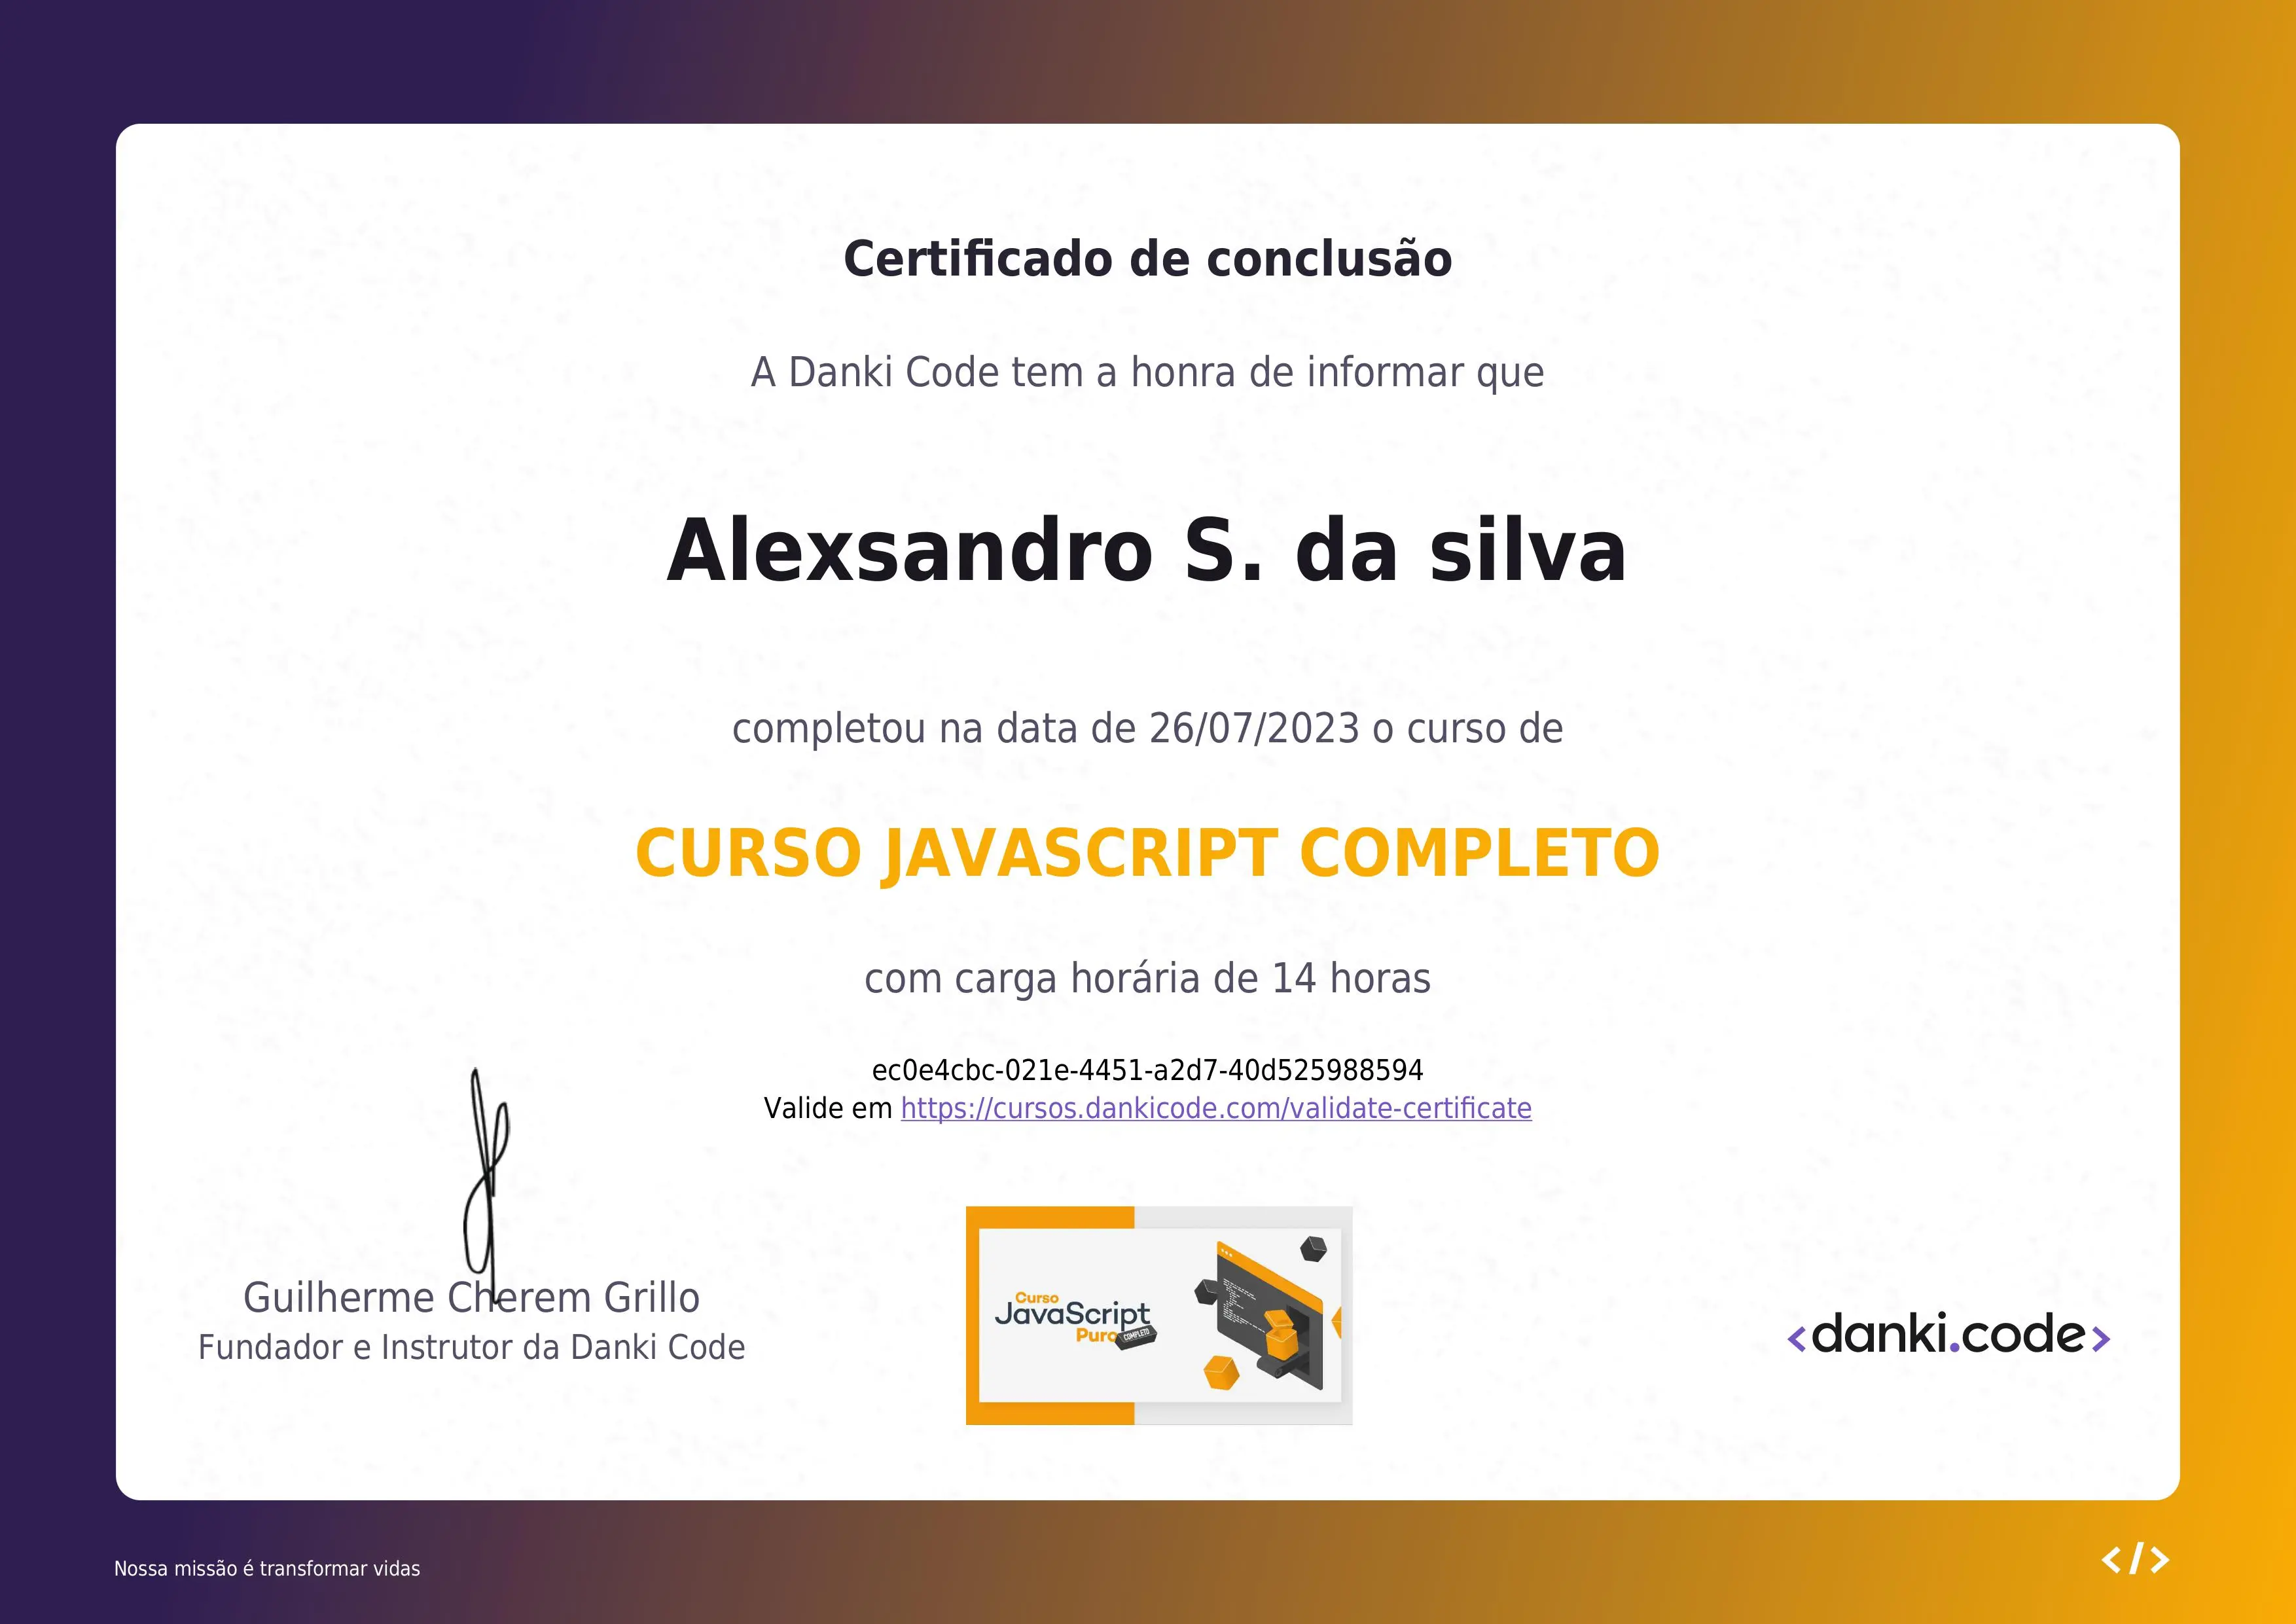 Certificado de conclusão
A Danki Code tem a honra de informar que
Alexsandro S. da silva
completou na data de 26/07/2023 o curso de
CURSO JAVASCRIPT COMPLETO
com carga horária de 14 horas
ec0e4cbc-021e-4451-a2d7-40d525988594
Valide em https://cursos.dankicode.com/validate-certificate
Guilherme Cherem Grillo
Fundador e Instrutor da Danki Code
Curso
JavaScript
Puro
COMPLETO
<danki.code>
Nossa missão é transformar vidas
</>